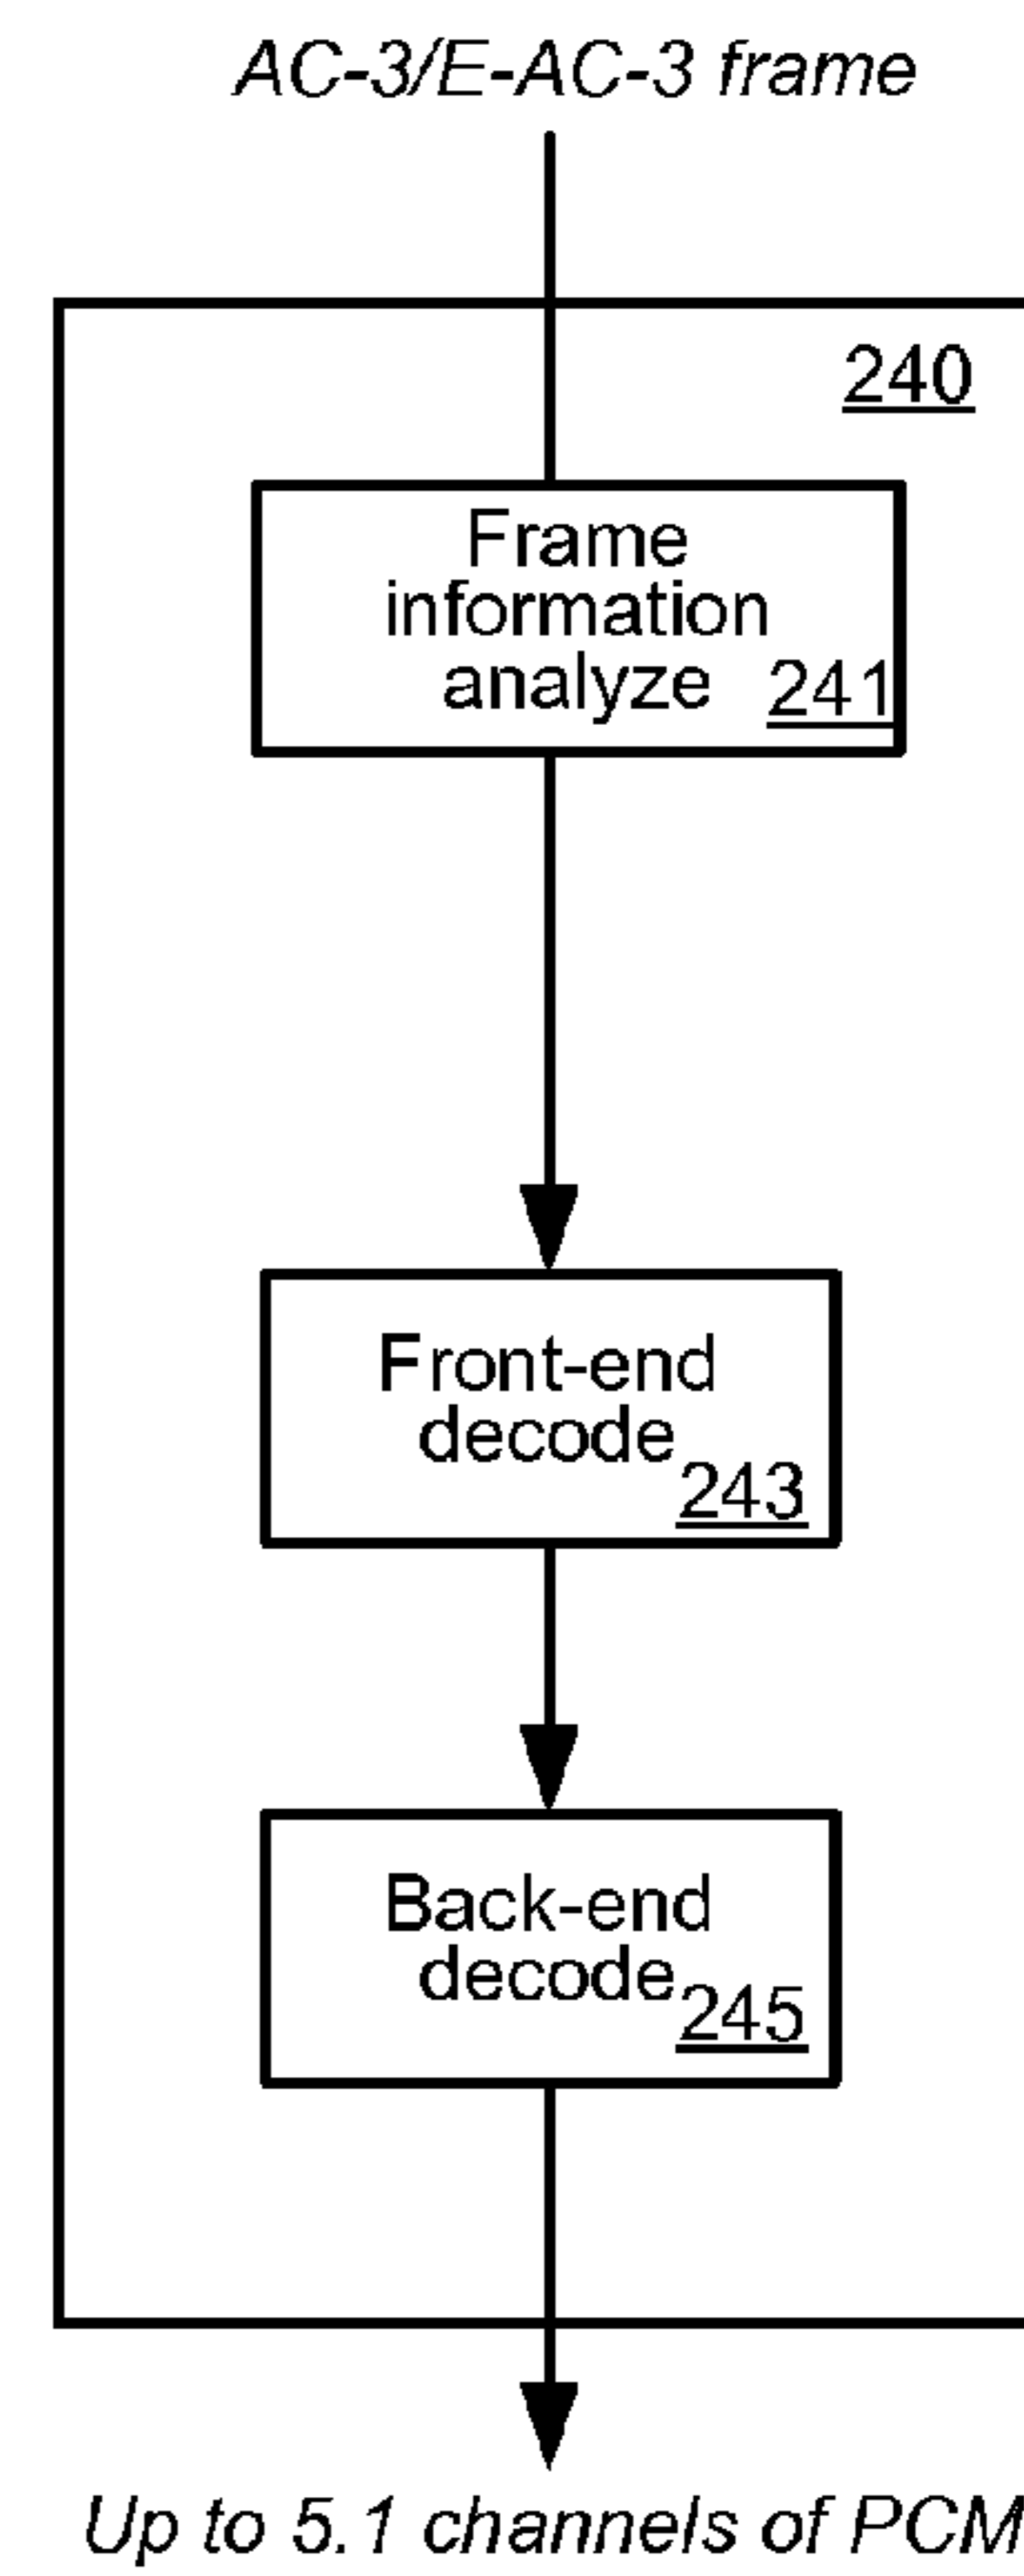 AC-3/E-AC-3 frame
240
Frame
information
analyze 241
Front-end
decode
243
Back-end
decode
245
Up to 5.1 channels of PCM